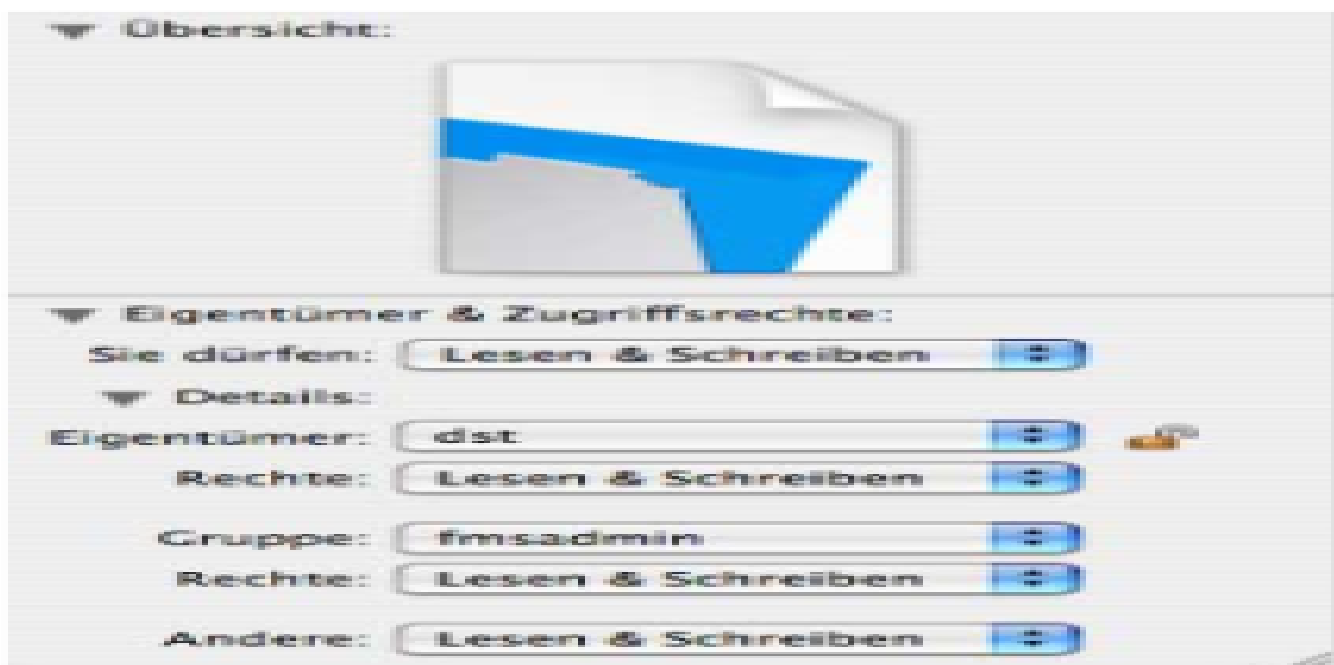 Übersicht:
Eigentümer & Zugriffsrechte:
Sie dürfen: Lesen & Schreiben
Details:
Eigentümer: dst
Rechte: Lesen & Schreiben
Gruppe: fmsadmin
Rechte: Lesen & Schreiben
Andere: Lesen & Schreiben